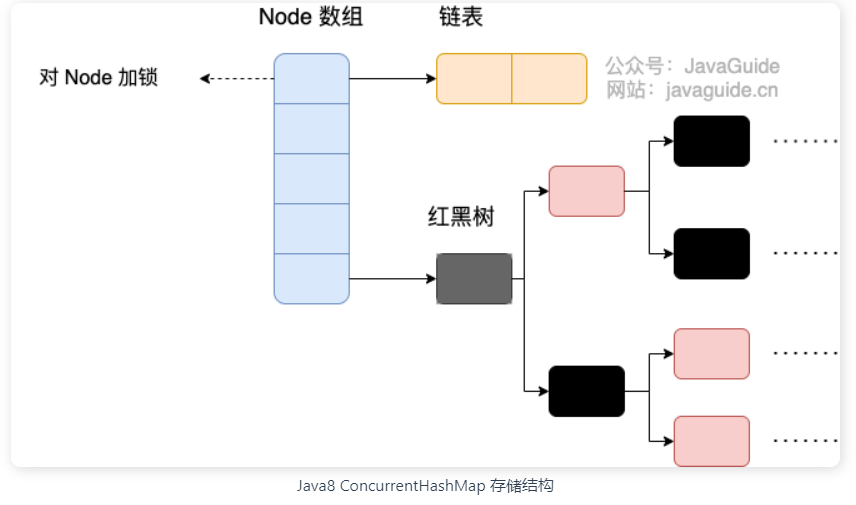 Node 数组
链表
对 Node 加锁
公众号：JavaGuide
网站：javaguide.cn
红黑树
Java8 ConcurrentHashMap 存储结构